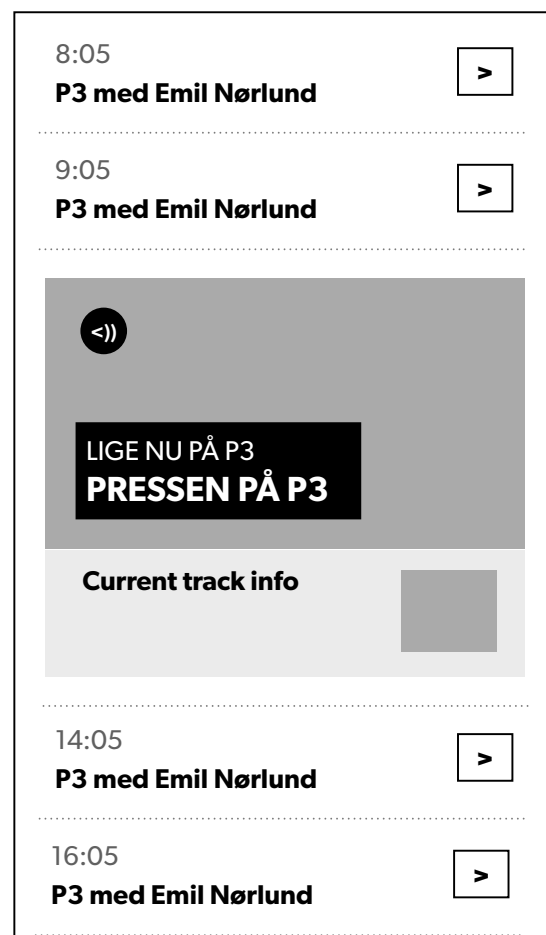 8:05
P3 med Emil Nørlund
>
9:05
P3 med Emil Nørlund
>
<))
LIGE NU PÅ P3
PRESSEN PÅ P3
Current track info
14:05
P3 med Emil Nørlund
>
16:05
P3 med Emil Nørlund
>